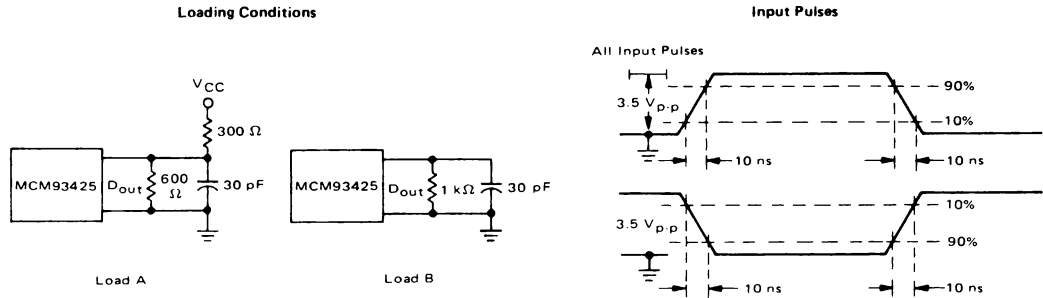 Loading Conditions
VCC
300 Ω
MCM93425
Dout
600
Ω
30 pF
Load A
MCM93425
Dout
1 kΩ
30 pF
Load B
Input Pulses
All Input Pulses
3.5 Vp-p
90%
10%
10 ns
10 ns
3.5 Vp-p
10%
90%
10 ns
10 ns